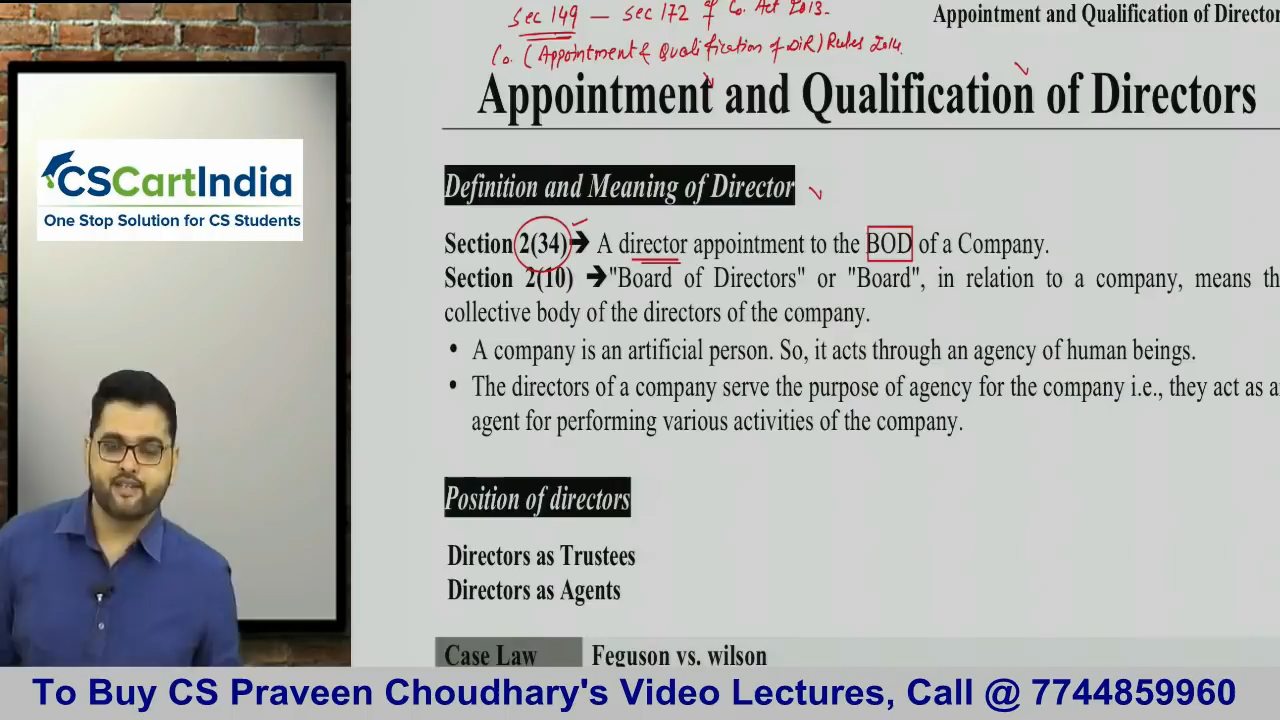 Sec 149 — Sec 172 of Co. Act 2013.
Appointment and Qualification of Director
Co. (Appointment & Qualification of DIR) Rules 2014.
Appointment and Qualification of Directors
CSCartIndia
One Stop Solution for CS Students
Definition and Meaning of Director
Section 2(34)➔ A director appointment to the BOD of a Company.
Section 2(10) ➔"Board of Directors" or "Board", in relation to a company, means th
collective body of the directors of the company.
• A company is an artificial person. So, it acts through an agency of human beings.
• The directors of a company serve the purpose of agency for the company i.e., they act as a
agent for performing various activities of the company.
Position of directors
Directors as Trustees
Directors as Agents
Case Law Feguson vs. wilson
To Buy CS Praveen Choudhary's Video Lectures, Call @ 7744859960